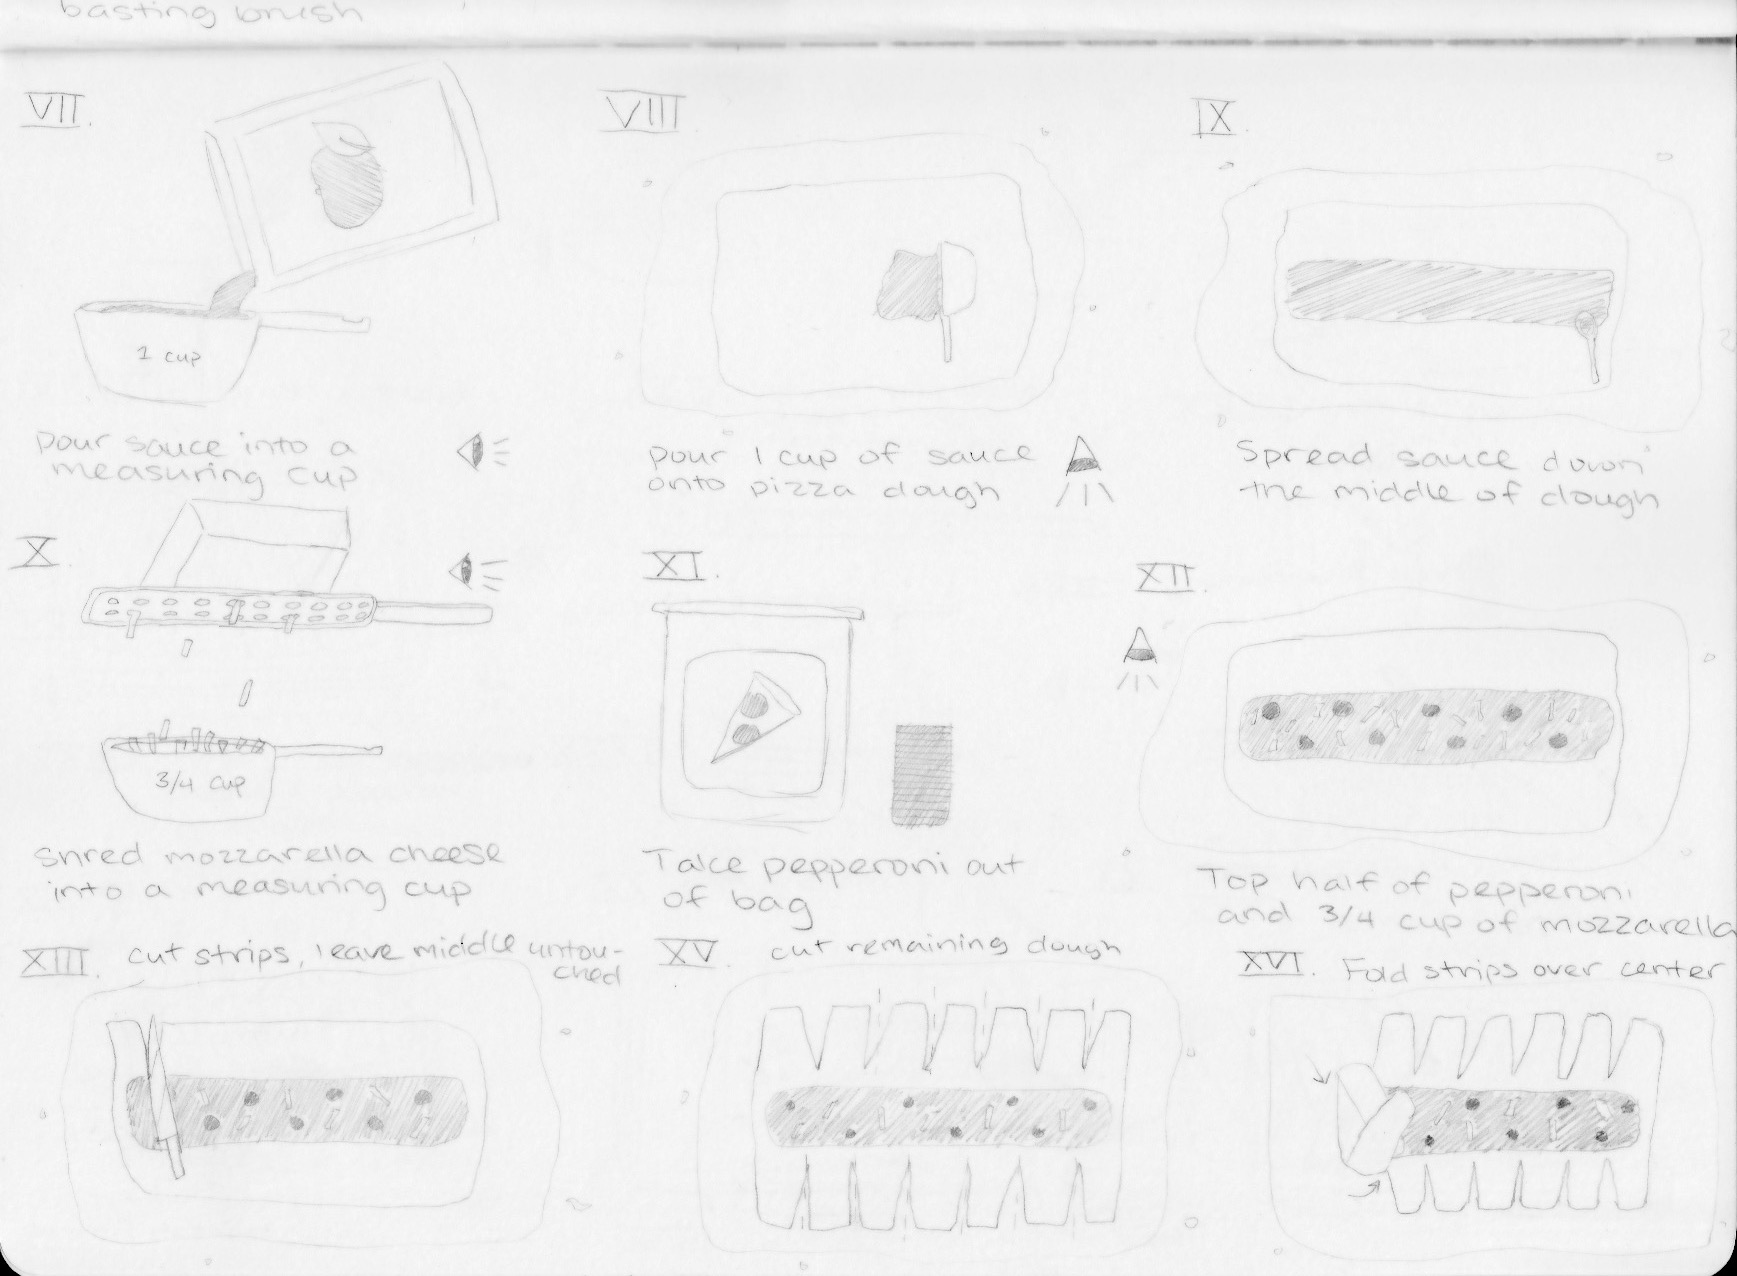 basting brush
VII.
1 cup
pour sauce into a
measuring cup
VIII
pour 1 cup of sauce
onto pizza dough
IX.
Spread sauce down
the middle of dough
X.
3/4 cup
shred mozzarella cheese
into a measuring cup
XI.
Take pepperoni out
of bag
XII.
Top half of pepperoni
and 3/4 cup of mozzarella
XIII. cut strips, leave middle untou-
ched
XV. cut remaining dough
XVI. Fold strips over center